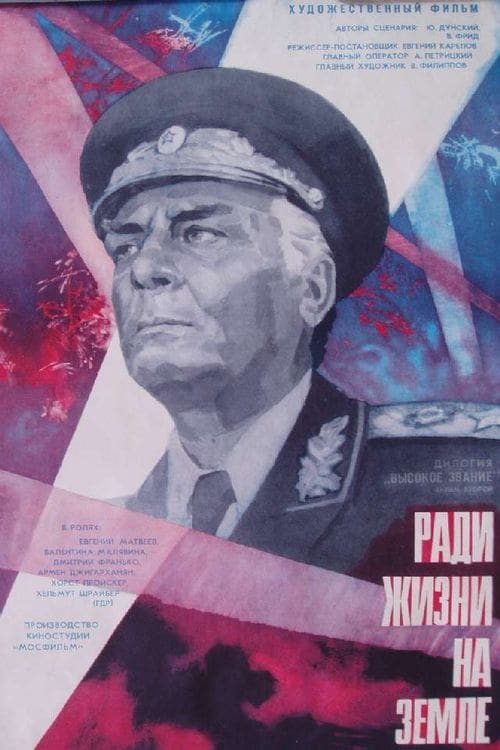 ХУДОЖЕСТВЕННЫЙ ФИЛЬМ
АВТОРЫ СЦЕНАРИЯ: Ю. ДУНСКИЙ,
В. ФРИД
РЕЖИССЕР-ПОСТАНОВЩИК ЕВГЕНИЙ КАРЕЛОВ
ГЛАВНЫЙ ОПЕРАТОР А. ПЕТРИЦКИЙ
ГЛАВНЫЙ ХУДОЖНИК В. ФИЛИППОВ
ДИЛОГИЯ
„ВЫСОКОЕ ЗВАНИЕ"
ФИЛЬМ ВТОРОЙ
РАДИ
ЖИЗНИ
НА
ЗЕМЛЕ
В РОЛЯХ:
ЕВГЕНИЙ МАТВЕЕВ,
ВАЛЕНТИНА МАЛЯВИНА,
ДМИТРИЙ ФРАНЬКО,
АРМЕН ДЖИГАРХАНЯН,
ХОРСТ ПРОЙСКЕР,
ХЕЛЬМУТ ШРАЙБЕР
(ГДР)
ПРОИЗВОДСТВО
КИНОСТУДИИ
«МОСФИЛЬМ»